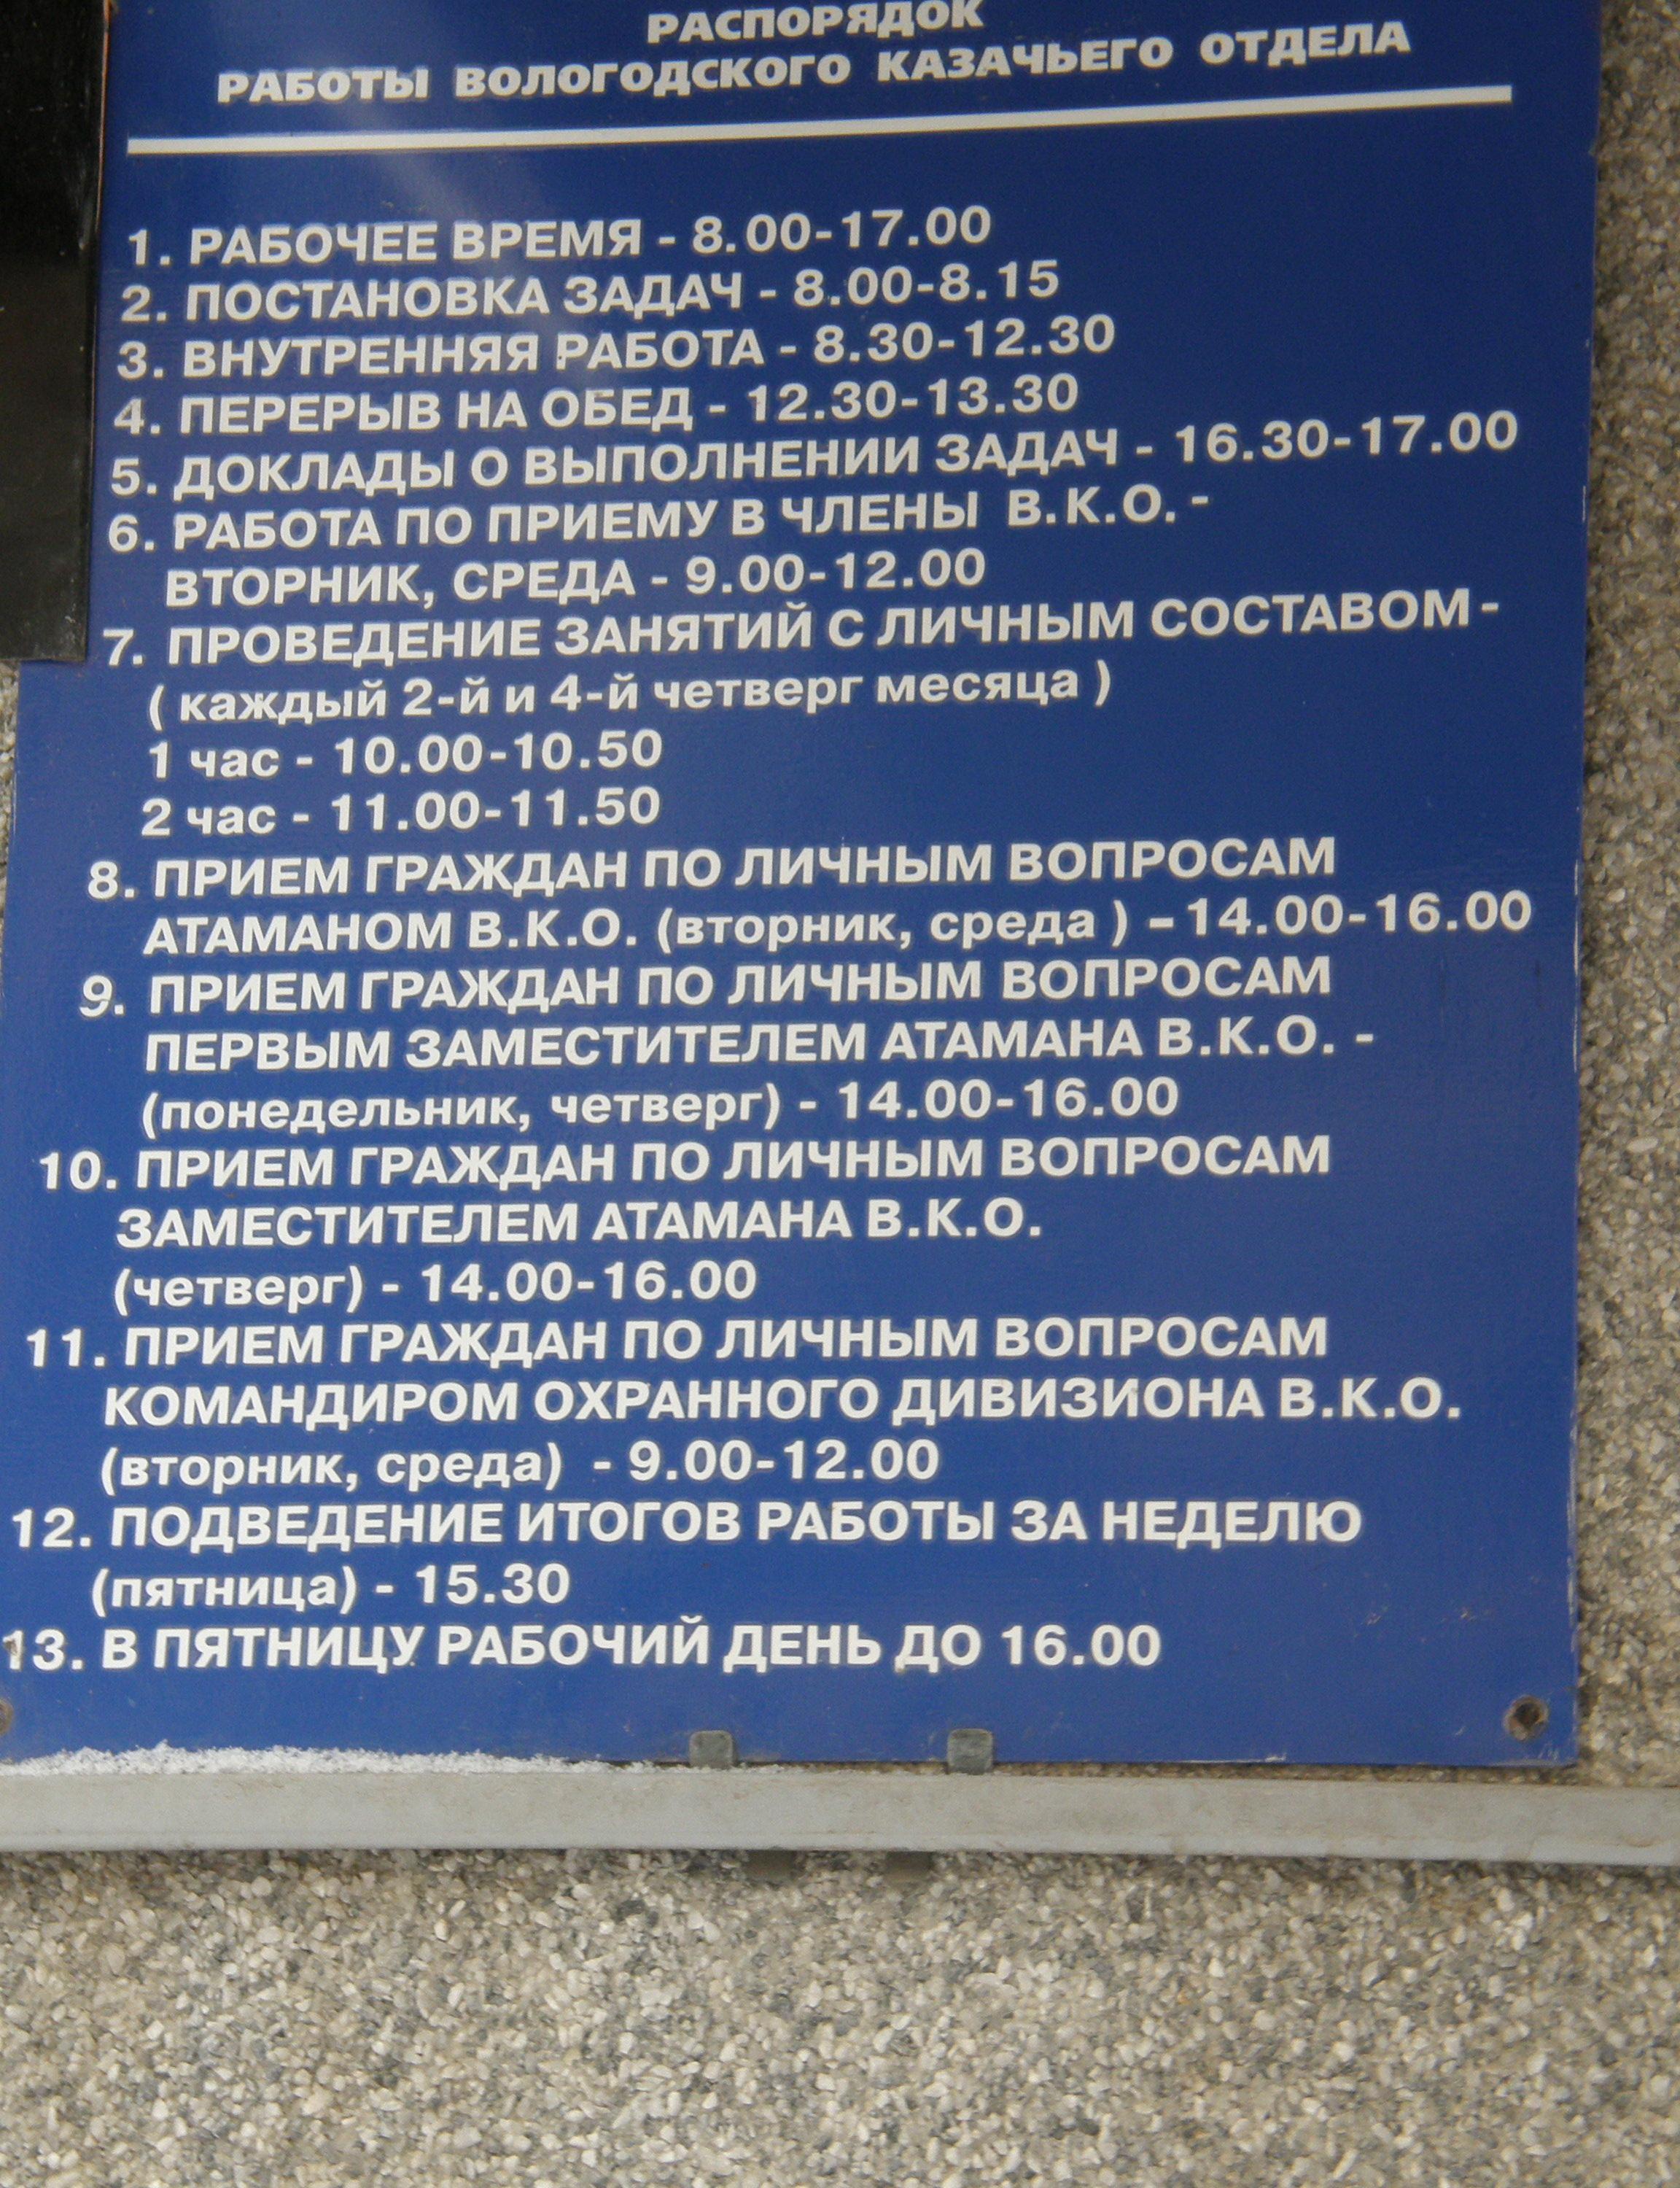 РАСПОРЯДОК
РАБОТЫ ВОЛОГОДСКОГО КАЗАЧЬЕГО ОТДЕЛА
1. РАБОЧЕЕ ВРЕМЯ - 8.00-17.00
2. ПОСТАНОВКА ЗАДАЧ - 8.00-8.15
3. ВНУТРЕННЯЯ РАБОТА - 8.30-12.30
4. ПЕРЕРЫВ НА ОБЕД - 12.30-13.30
5. ДОКЛАДЫ О ВЫПОЛНЕНИИ ЗАДАЧ - 16.30-17.00
6. РАБОТА ПО ПРИЕМУ В ЧЛЕНЫ В.К.О. -
ВТОРНИК, СРЕДА - 9.00-12.00
7. ПРОВЕДЕНИЕ ЗАНЯТИЙ С ЛИЧНЫМ СОСТАВОМ -
( каждый 2-й и 4-й четверг месяца )
1 час - 10.00-10.50
2 час - 11.00-11.50
8. ПРИЕМ ГРАЖДАН ПО ЛИЧНЫМ ВОПРОСАМ
АТАМАНОМ В.К.О. (вторник, среда ) – 14.00-16.00
9. ПРИЕМ ГРАЖДАН ПО ЛИЧНЫМ ВОПРОСАМ
ПЕРВЫМ ЗАМЕСТИТЕЛЕМ АТАМАНА В.К.О. -
(понедельник, четверг) - 14.00-16.00
10. ПРИЕМ ГРАЖДАН ПО ЛИЧНЫМ ВОПРОСАМ
ЗАМЕСТИТЕЛЕМ АТАМАНА В.К.О.
(четверг) - 14.00-16.00
11. ПРИЕМ ГРАЖДАН ПО ЛИЧНЫМ ВОПРОСАМ
КОМАНДИРОМ ОХРАННОГО ДИВИЗИОНА В.К.О.
(вторник, среда) - 9.00-12.00
12. ПОДВЕДЕНИЕ ИТОГОВ РАБОТЫ ЗА НЕДЕЛЮ
(пятница) - 15.30
13. В ПЯТНИЦУ РАБОЧИЙ ДЕНЬ ДО 16.00